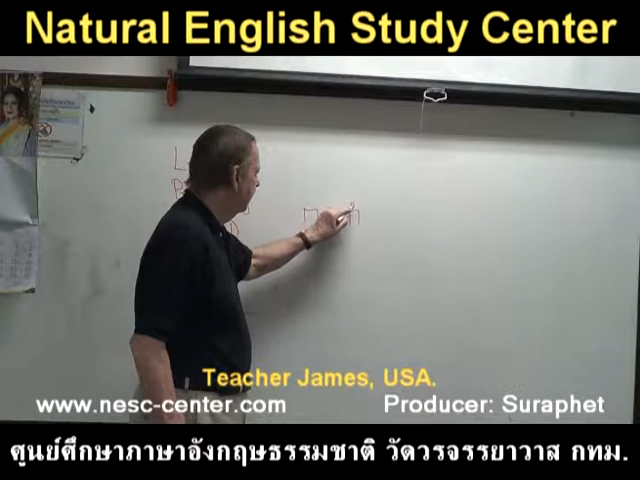 Natural English Study Center
L
Teacher James, USA.
www.nesc-center.com Producer: Suraphet
ศูนย์ศึกษาภาษาอังกฤษธรรมชาติ วัดวรจรรยาวาส กทม.